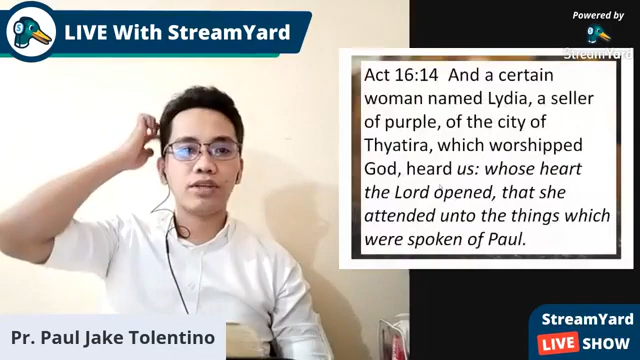 LIVE With StreamYard
Powered by
StreamYard
Act 16:14 And a certain
woman named Lydia, a seller
of purple, of the city of
Thyatira, which worshipped
God, heard us: whose heart
the Lord opened, that she
attended unto the things which
were spoken of Paul.
Pr. Paul Jake Tolentino
StreamYard
LIVE SHOW